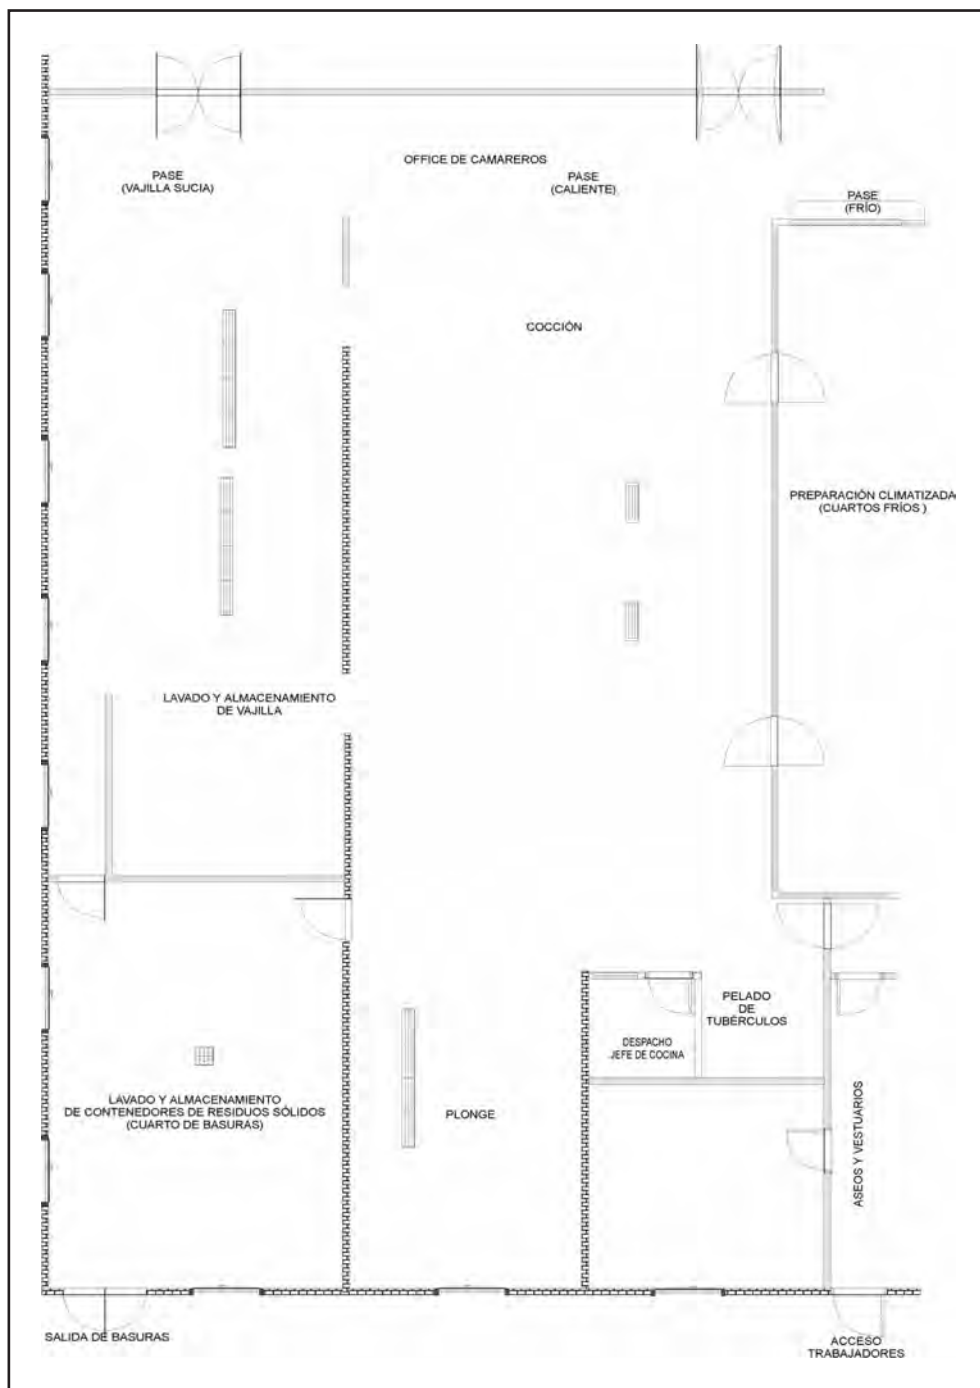 OFFICE DE CAMAREROS
PASE
(VAJILLA SUCIA)
PASE
(CALIENTE)
PASE
(FRÍO)
COCCIÓN
PREPARACIÓN CLIMATIZADA
(CUARTOS FRÍOS )
LAVADO Y ALMACENAMIENTO
DE VAJILLA
PELADO
DE
TUBÉRCULOS
DESPACHO
JEFE DE COCINA
LAVADO Y ALMACENAMIENTO
DE CONTENEDORES DE RESIDUOS SÓLIDOS
(CUARTO DE BASURAS)
PLONGE
ASEOS Y VESTUARIOS
SALIDA DE BASURAS
ACCESO
TRABAJADORES